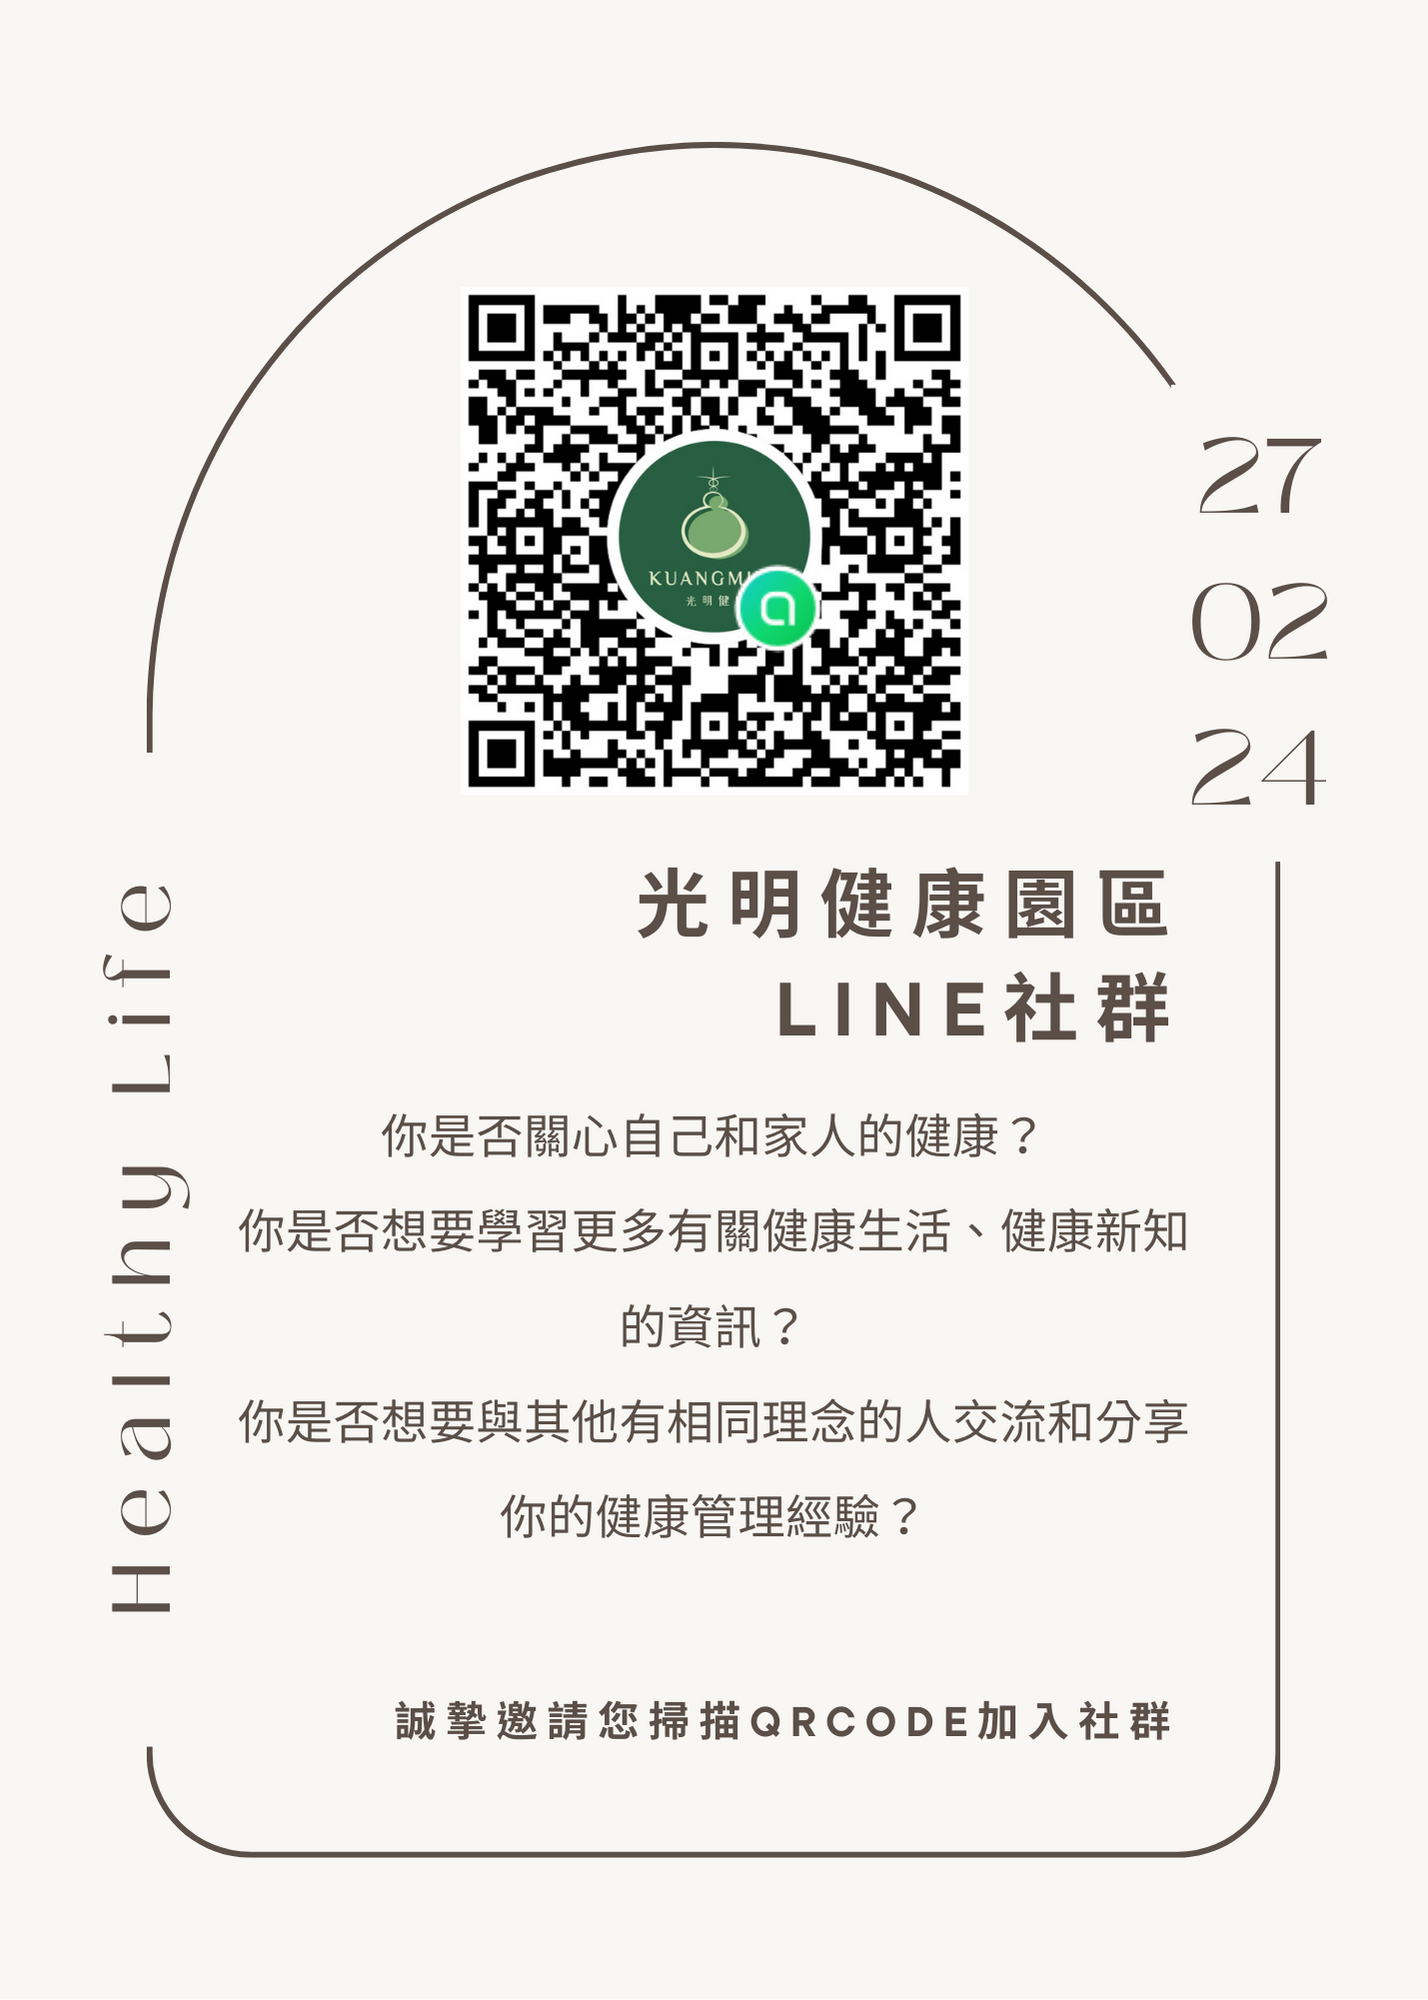 KUANGMI
光明健
27
02
24
光明健康園區
LINE社群
Healthy Life
你是否關心自己和家人的健康？
你是否想要學習更多有關健康生活、健康新知
的資訊？
你是否想要與其他有相同理念的人交流和分享
你的健康管理經驗？
誠摯邀請您掃描QRCODE加入社群